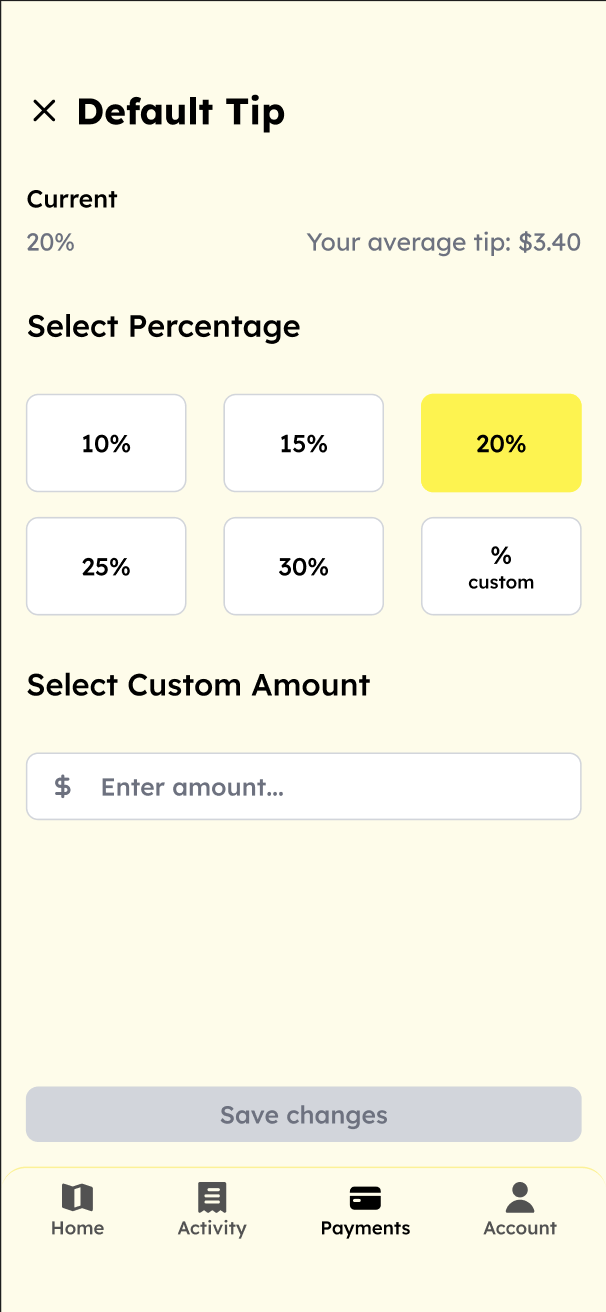 Default Tip
Current
20% Your average tip: $3.40
Select Percentage
10% 15% 20%
25% 30% %
custom
Select Custom Amount
$ Enter amount...
Save changes
Home Activity Payments Account